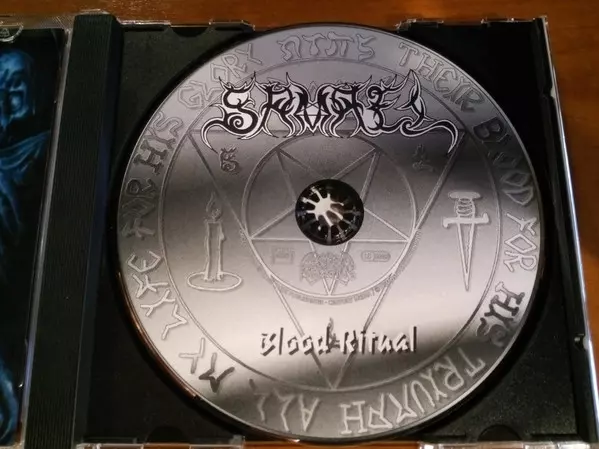 SAMAEL
THEIR BLOOD FOR HIS TRIUMPH ALL MY LIFE FOR HIS GLORY
Blood Ritual